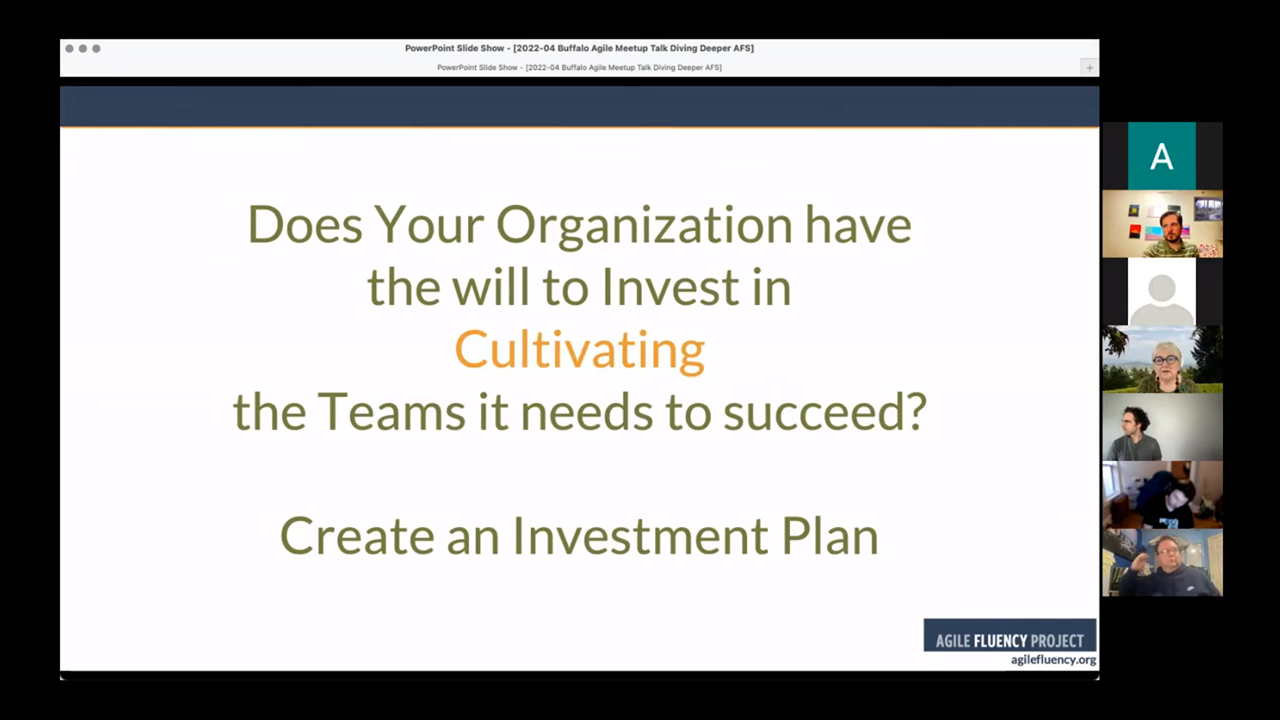 PowerPoint Slide Show - [2022-04 Buffalo Agile Meetup Talk Diving Deeper AFS]
PowerPoint Slide Show - [2022-04 Buffalo Agile Meetup Talk Diving Deeper AFS]
+
Does Your Organization have
the will to Invest in
Cultivating
the Teams it needs to succeed?
Create an Investment Plan
A
AGILE FLUENCY PROJECT
agilefluency.org